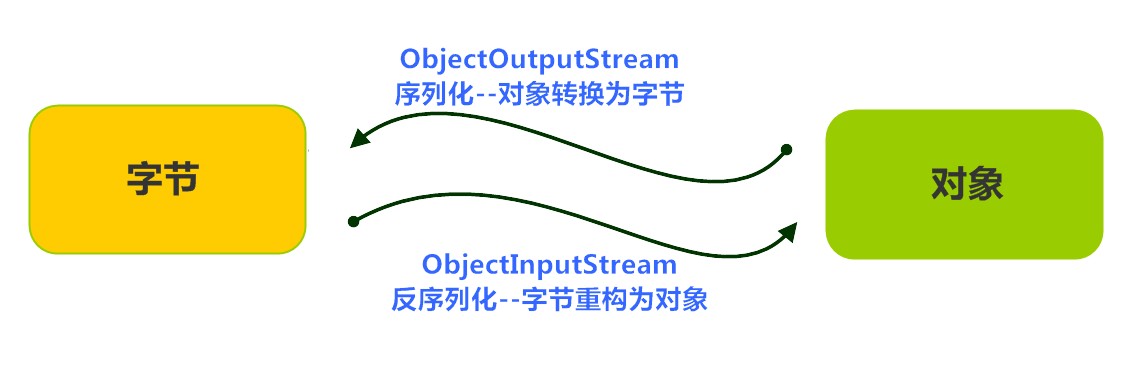 ObjectOutputStream
序列化--对象转换为字节
字节
对象
ObjectInputStream
反序列化--字节重构为对象